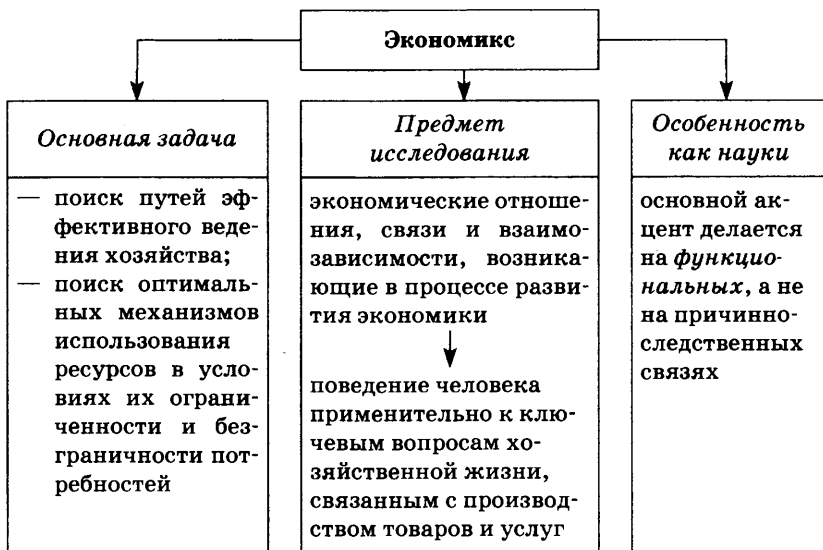 Экономикс
Основная задача
— поиск путей эф-
фективного веде-
ния хозяйства;
— поиск оптималь-
ных механизмов
использования
ресурсов в усло-
виях их ограни-
ченности и без-
граничности пот-
ребностей
Предмет
исследования
экономические отноше-
ния, связи и взаимо-
зависимости, возника-
ющие в процессе разви-
тия экономики
поведение человека
применительно к клю-
чевым вопросам хо-
зяйственной жизни,
связанным с производ-
ством товаров и услуг
Особенность
как науки
основной ак-
цент делается
на функцио-
нальных, а не
на причинно-
следственных
связях